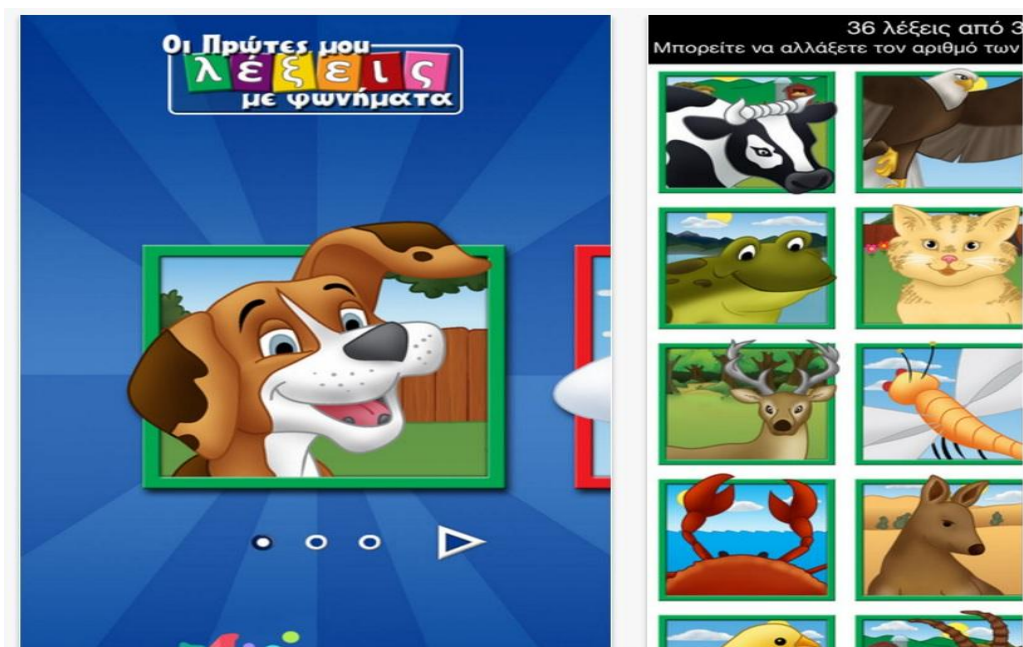 Οι Πρώτες μου
λέξεις
με φωνήματα
36 λέξεις από 3
Μπορείτε να αλλάξετε τον αριθμό των